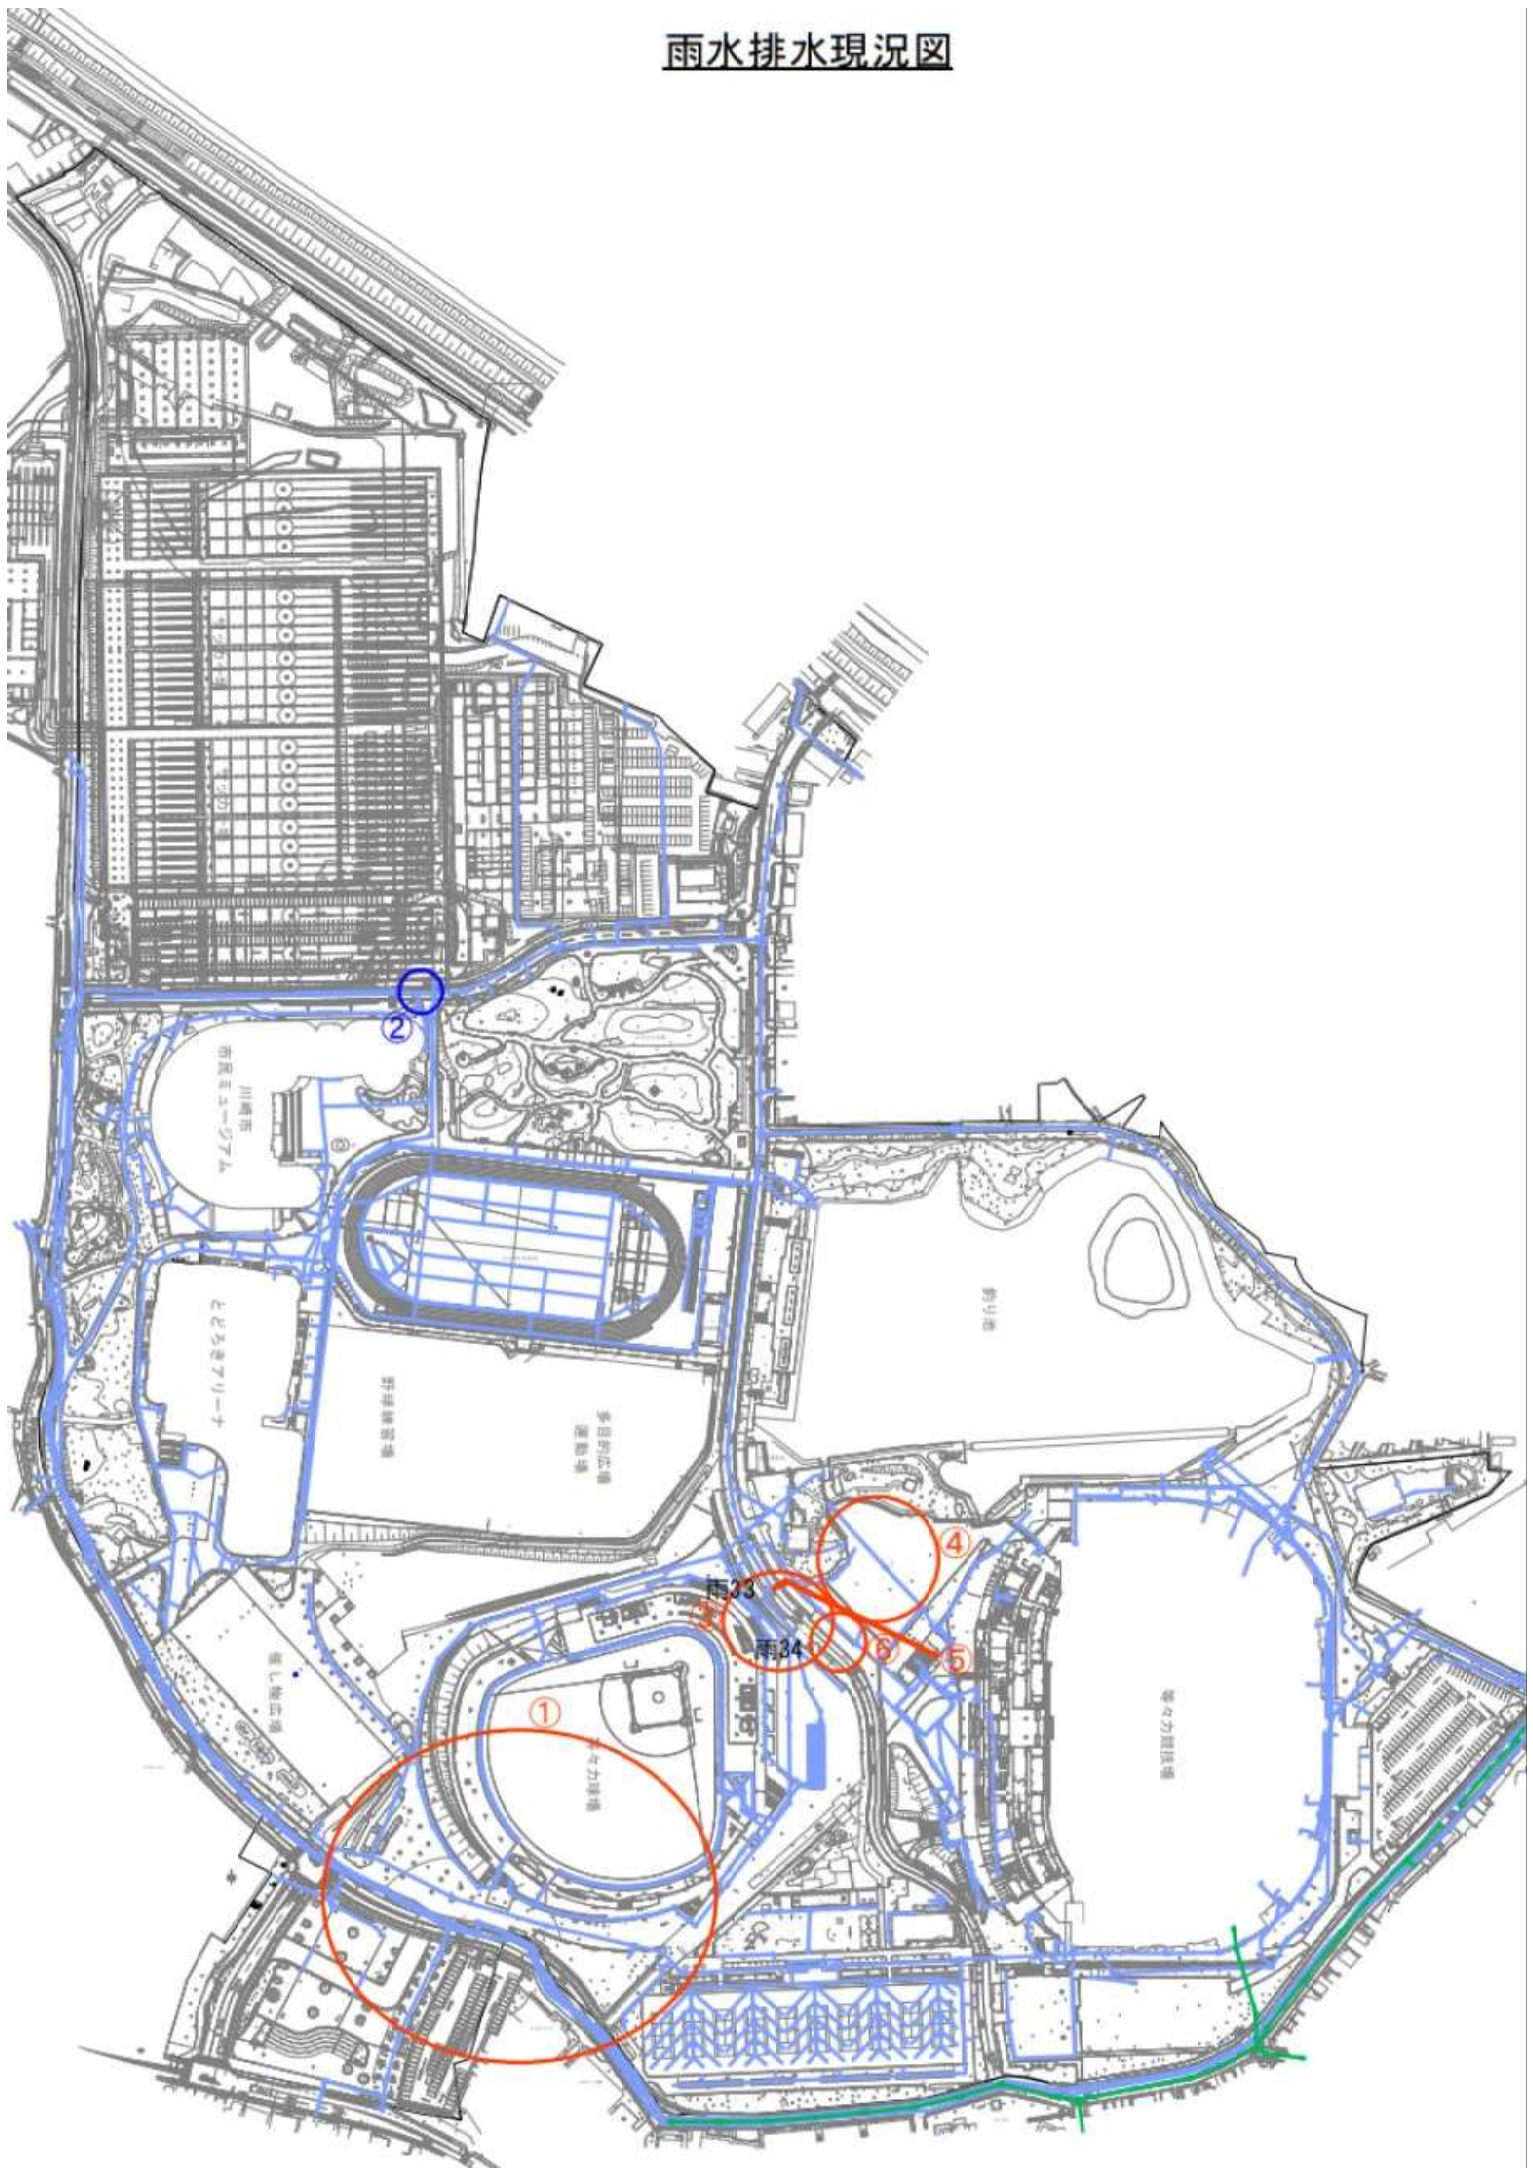 雨水排水現況図
②
川崎市
市民ミュージアム
釣り池
とどろきアリーナ
野球練習場
多目的広場
運動場
④
雨33
③
雨34
⑥
⑤
催し物広場
①
等々力球場
等々力競技場